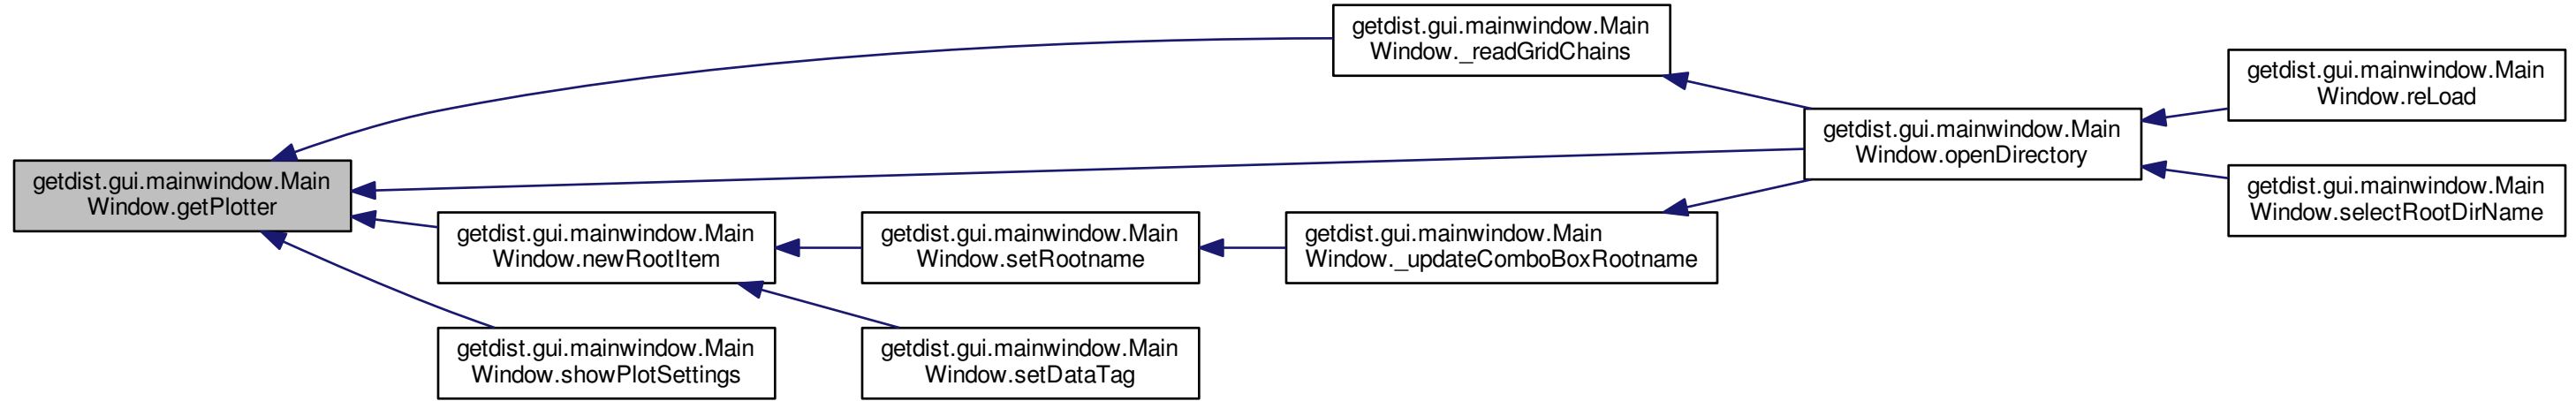 getdist.gui.mainwindow.Main
Window._readGridChains
getdist.gui.mainwindow.Main
Window.reLoad
getdist.gui.mainwindow.Main
Window.openDirectory
getdist.gui.mainwindow.Main
Window.getPlotter
getdist.gui.mainwindow.Main
Window.selectRootDirName
getdist.gui.mainwindow.Main
Window.newRootItem
getdist.gui.mainwindow.Main
Window.setRootname
getdist.gui.mainwindow.Main
Window._updateComboBoxRootname
getdist.gui.mainwindow.Main
Window.showPlotSettings
getdist.gui.mainwindow.Main
Window.setDataTag